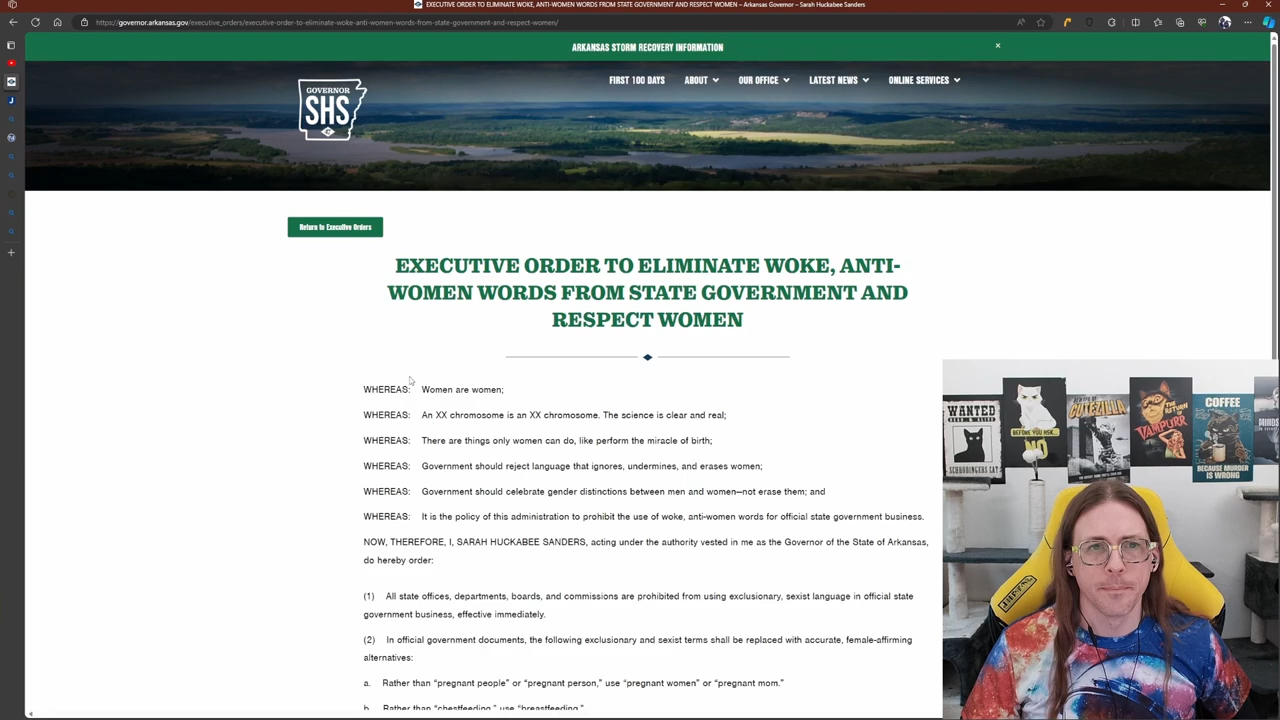 EXECUTIVE ORDER TO ELIMINATE WOKE, ANTI-WOMEN WORDS FROM STATE GOVERNMENT AND RESPECT WOMEN – Arkansas Governor – Sarah Huckabee Sanders
https://governor.arkansas.gov/executive_orders/executive-order-to-eliminate-woke-anti-women-words-from-state-government-and-respect-women/
ARKANSAS STORM RECOVERY INFORMATION
FIRST 100 DAYS ABOUT OUR OFFICE LATEST NEWS ONLINE SERVICES
GOVERNOR
SHS
Return to Executive Orders
EXECUTIVE ORDER TO ELIMINATE WOKE, ANTI-
WOMEN WORDS FROM STATE GOVERNMENT AND
RESPECT WOMEN
WHEREAS: Women are women;
WHEREAS: An XX chromosome is an XX chromosome. The science is clear and real;
WHEREAS: There are things only women can do, like perform the miracle of birth;
WHEREAS: Government should reject language that ignores, undermines, and erases women;
WHEREAS: Government should celebrate gender distinctions between men and women—not erase them; and
WHEREAS: It is the policy of this administration to prohibit the use of woke, anti-women words for official state government business.
NOW, THEREFORE, I, SARAH HUCKABEE SANDERS, acting under the authority vested in me as the Governor of the State of Arkansas,
do hereby order:
(1) All state offices, departments, boards, and commissions are prohibited from using exclusionary, sexist language in official state
government business, effective immediately.
(2) In official government documents, the following exclusionary and sexist terms shall be replaced with accurate, female-affirming
alternatives:
a. Rather than “pregnant people” or “pregnant person,” use “pregnant women” or “pregnant mom.”
b. Rather than “chestfeeding,” use “breastfeeding.”
WANTED
SCHRODINGERS CAT
BEFORE YOU ASK..
NO
CUTEZILLA
THE RETURN
OF
VAMPURR
COFFEE
BECAUSE MURDER
IS WRONG
MINDS